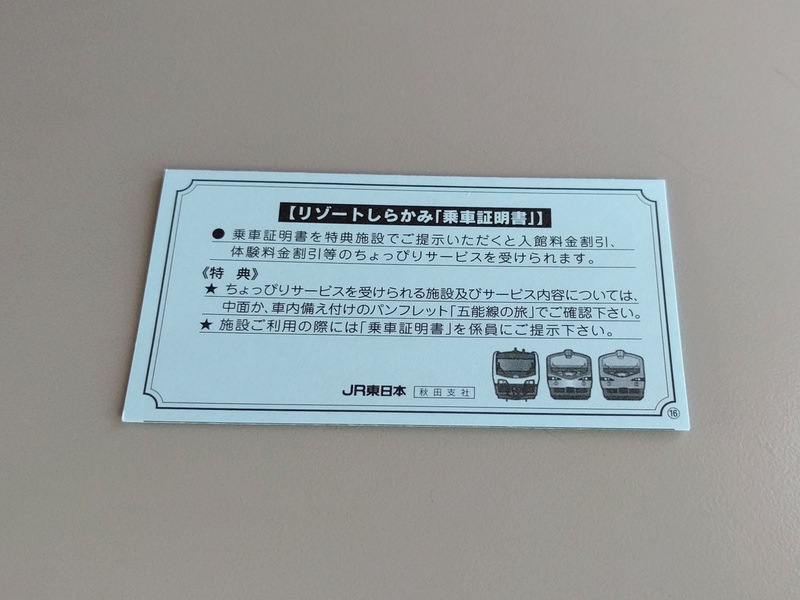 【リゾートしらかみ「乗車証明書」】
● 乗車証明書を特典施設でご提示いただくと入館料金割引、
体験料金割引等のちょっぴりサービスを受けられます。
《特 典》
★ ちょっぴりサービスを受けられる施設及びサービス内容については、
中面か、車内備え付けのパンフレット「五能線の旅」でご確認下さい。
★ 施設ご利用の際には「乗車証明書」を係員にご提示下さい。
JR東日本 秋田支社
⑯